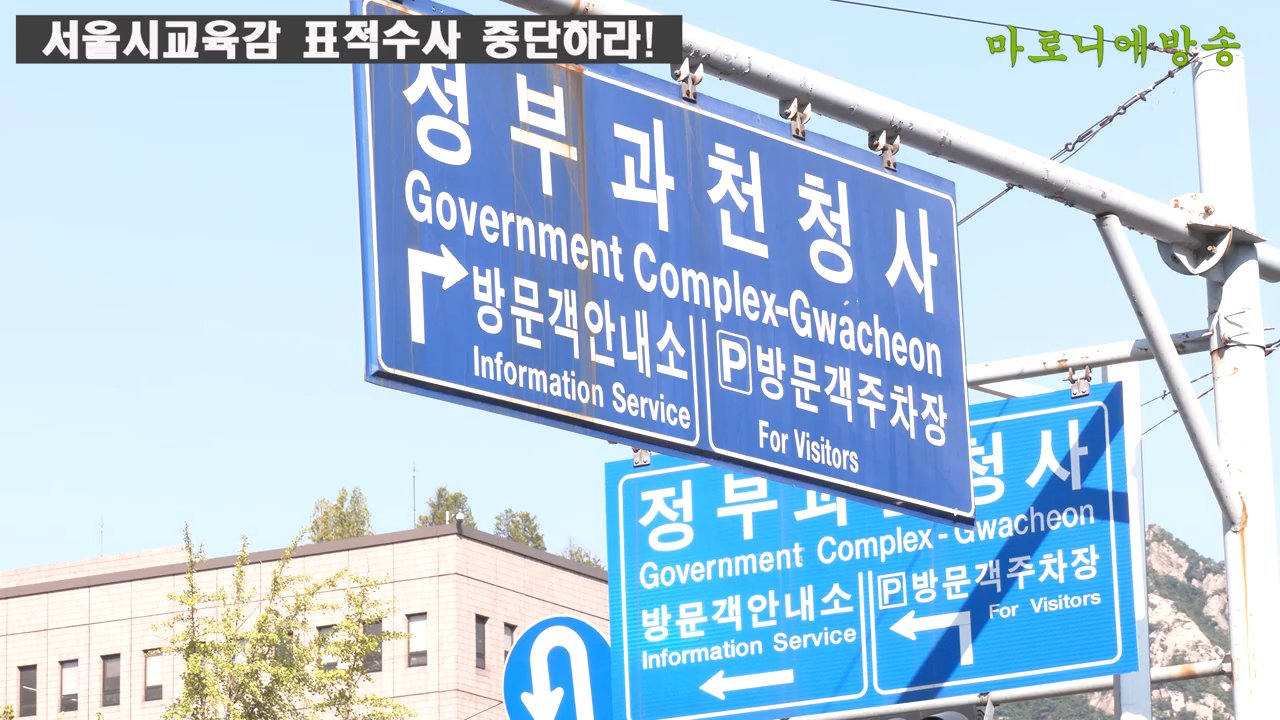 서울시교육감 표적수사 중단하라!
마로니에방송
정부과천청사
Government Complex-Gwacheon
방문객안내소
Information Service
P 방문객주차장
For Visitors
정부과 청사
Government Complex - Gwacheon
방문객안내소
Information Service
P 방문객주차장
For Visitors